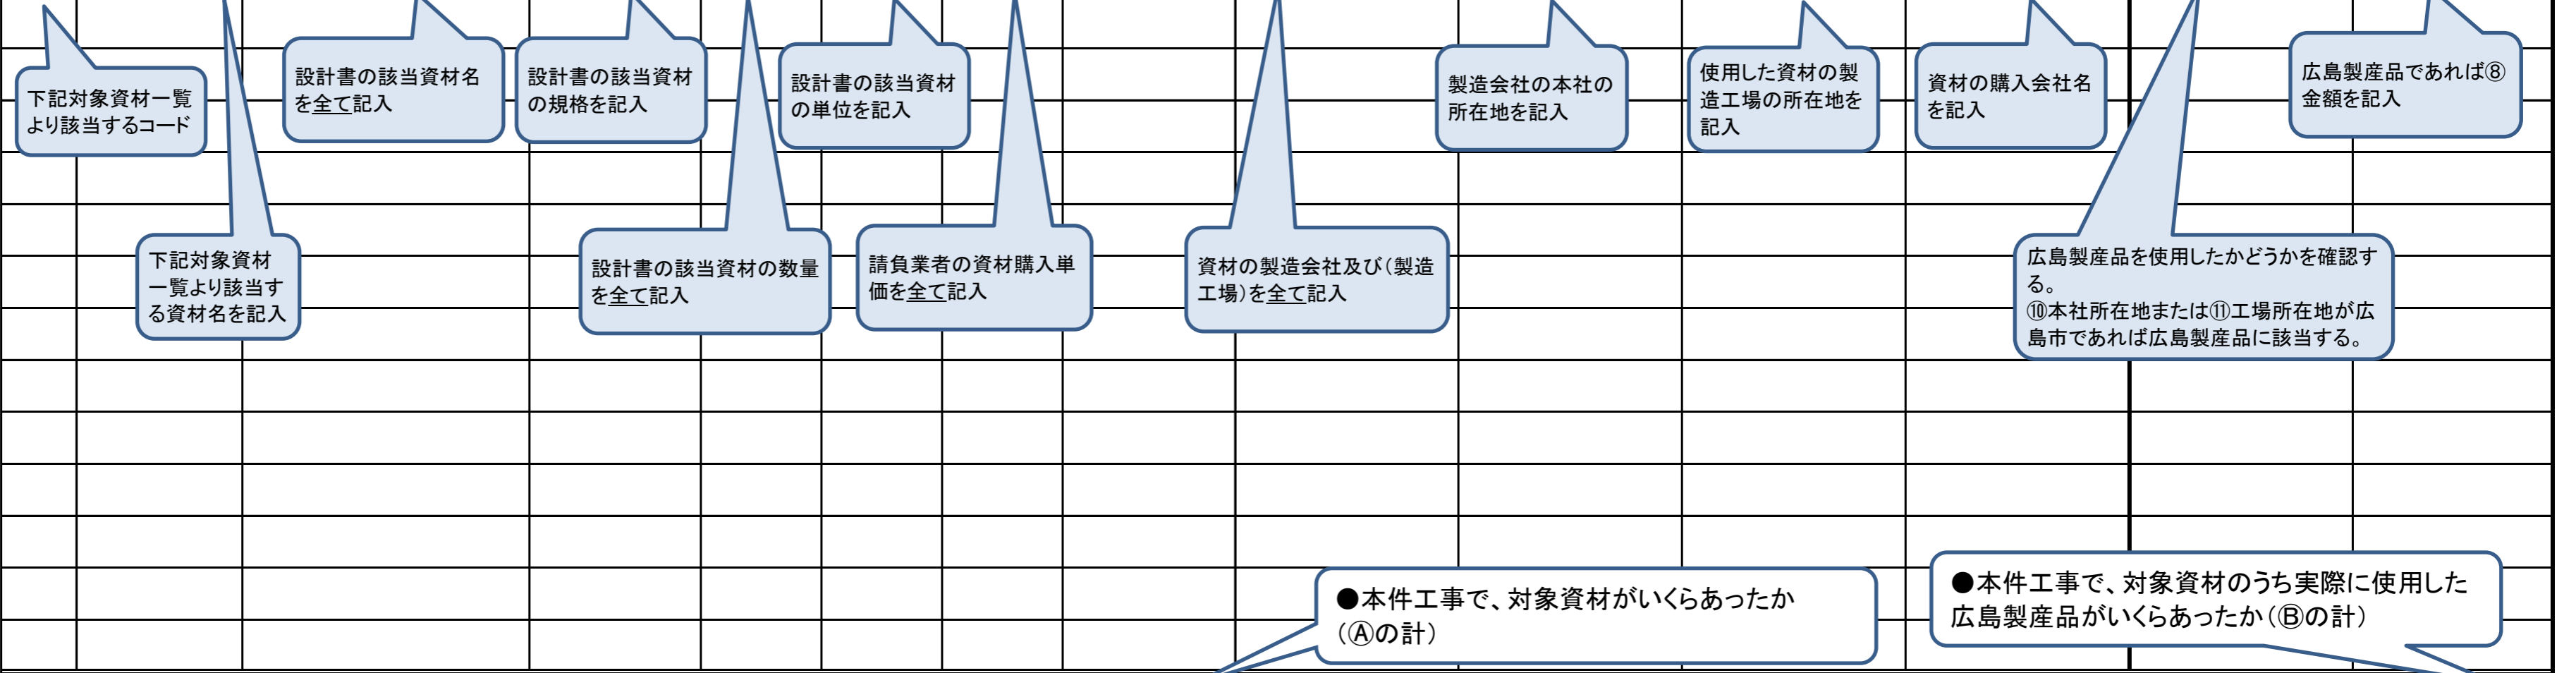 下記対象資材一覧
より該当するコード
設計書の該当資材名
を全て記入
設計書の該当資材
の規格を記入
設計書の該当資材
の単位を記入
製造会社の本社の
所在地を記入
使用した資材の製
造工場の所在地を
記入
資材の購入会社名
を記入
広島製産品であれば⑧
金額を記入
下記対象資材
一覧より該当す
る資材名を記入
設計書の該当資材の数量
を全て記入
請負業者の資材購入単
価を全て記入
資材の製造会社及び(製造
工場)を全て記入
広島製産品を使用したかどうかを確認す
る。
⑩本社所在地または⑪工場所在地が広
島市であれば広島製産品に該当する。
●本件工事で、対象資材がいくらあったか
(Ⓐの計)
●本件工事で、対象資材のうち実際に使用した
広島製産品がいくらあったか(Ⓑの計)